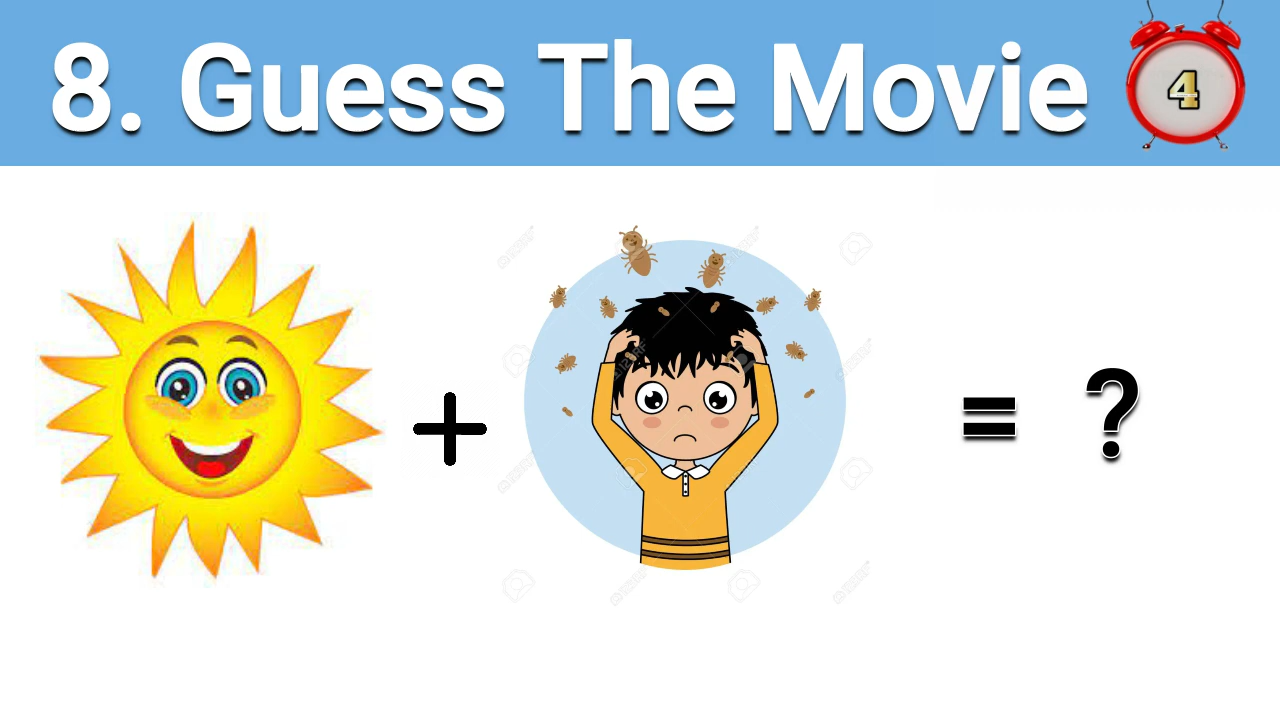 8. Guess The Movie
4
+
= ?